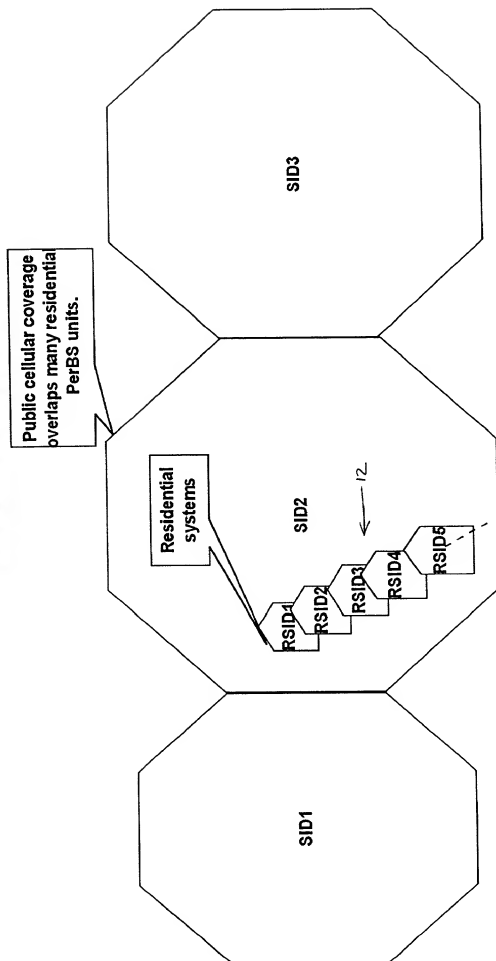 SID3
Public cellular coverage
overlaps many residential
PerBS units.
Residential
systems
SID2
12
RSID1
RSID2
RSID3
RSID4
RSID5
SID1